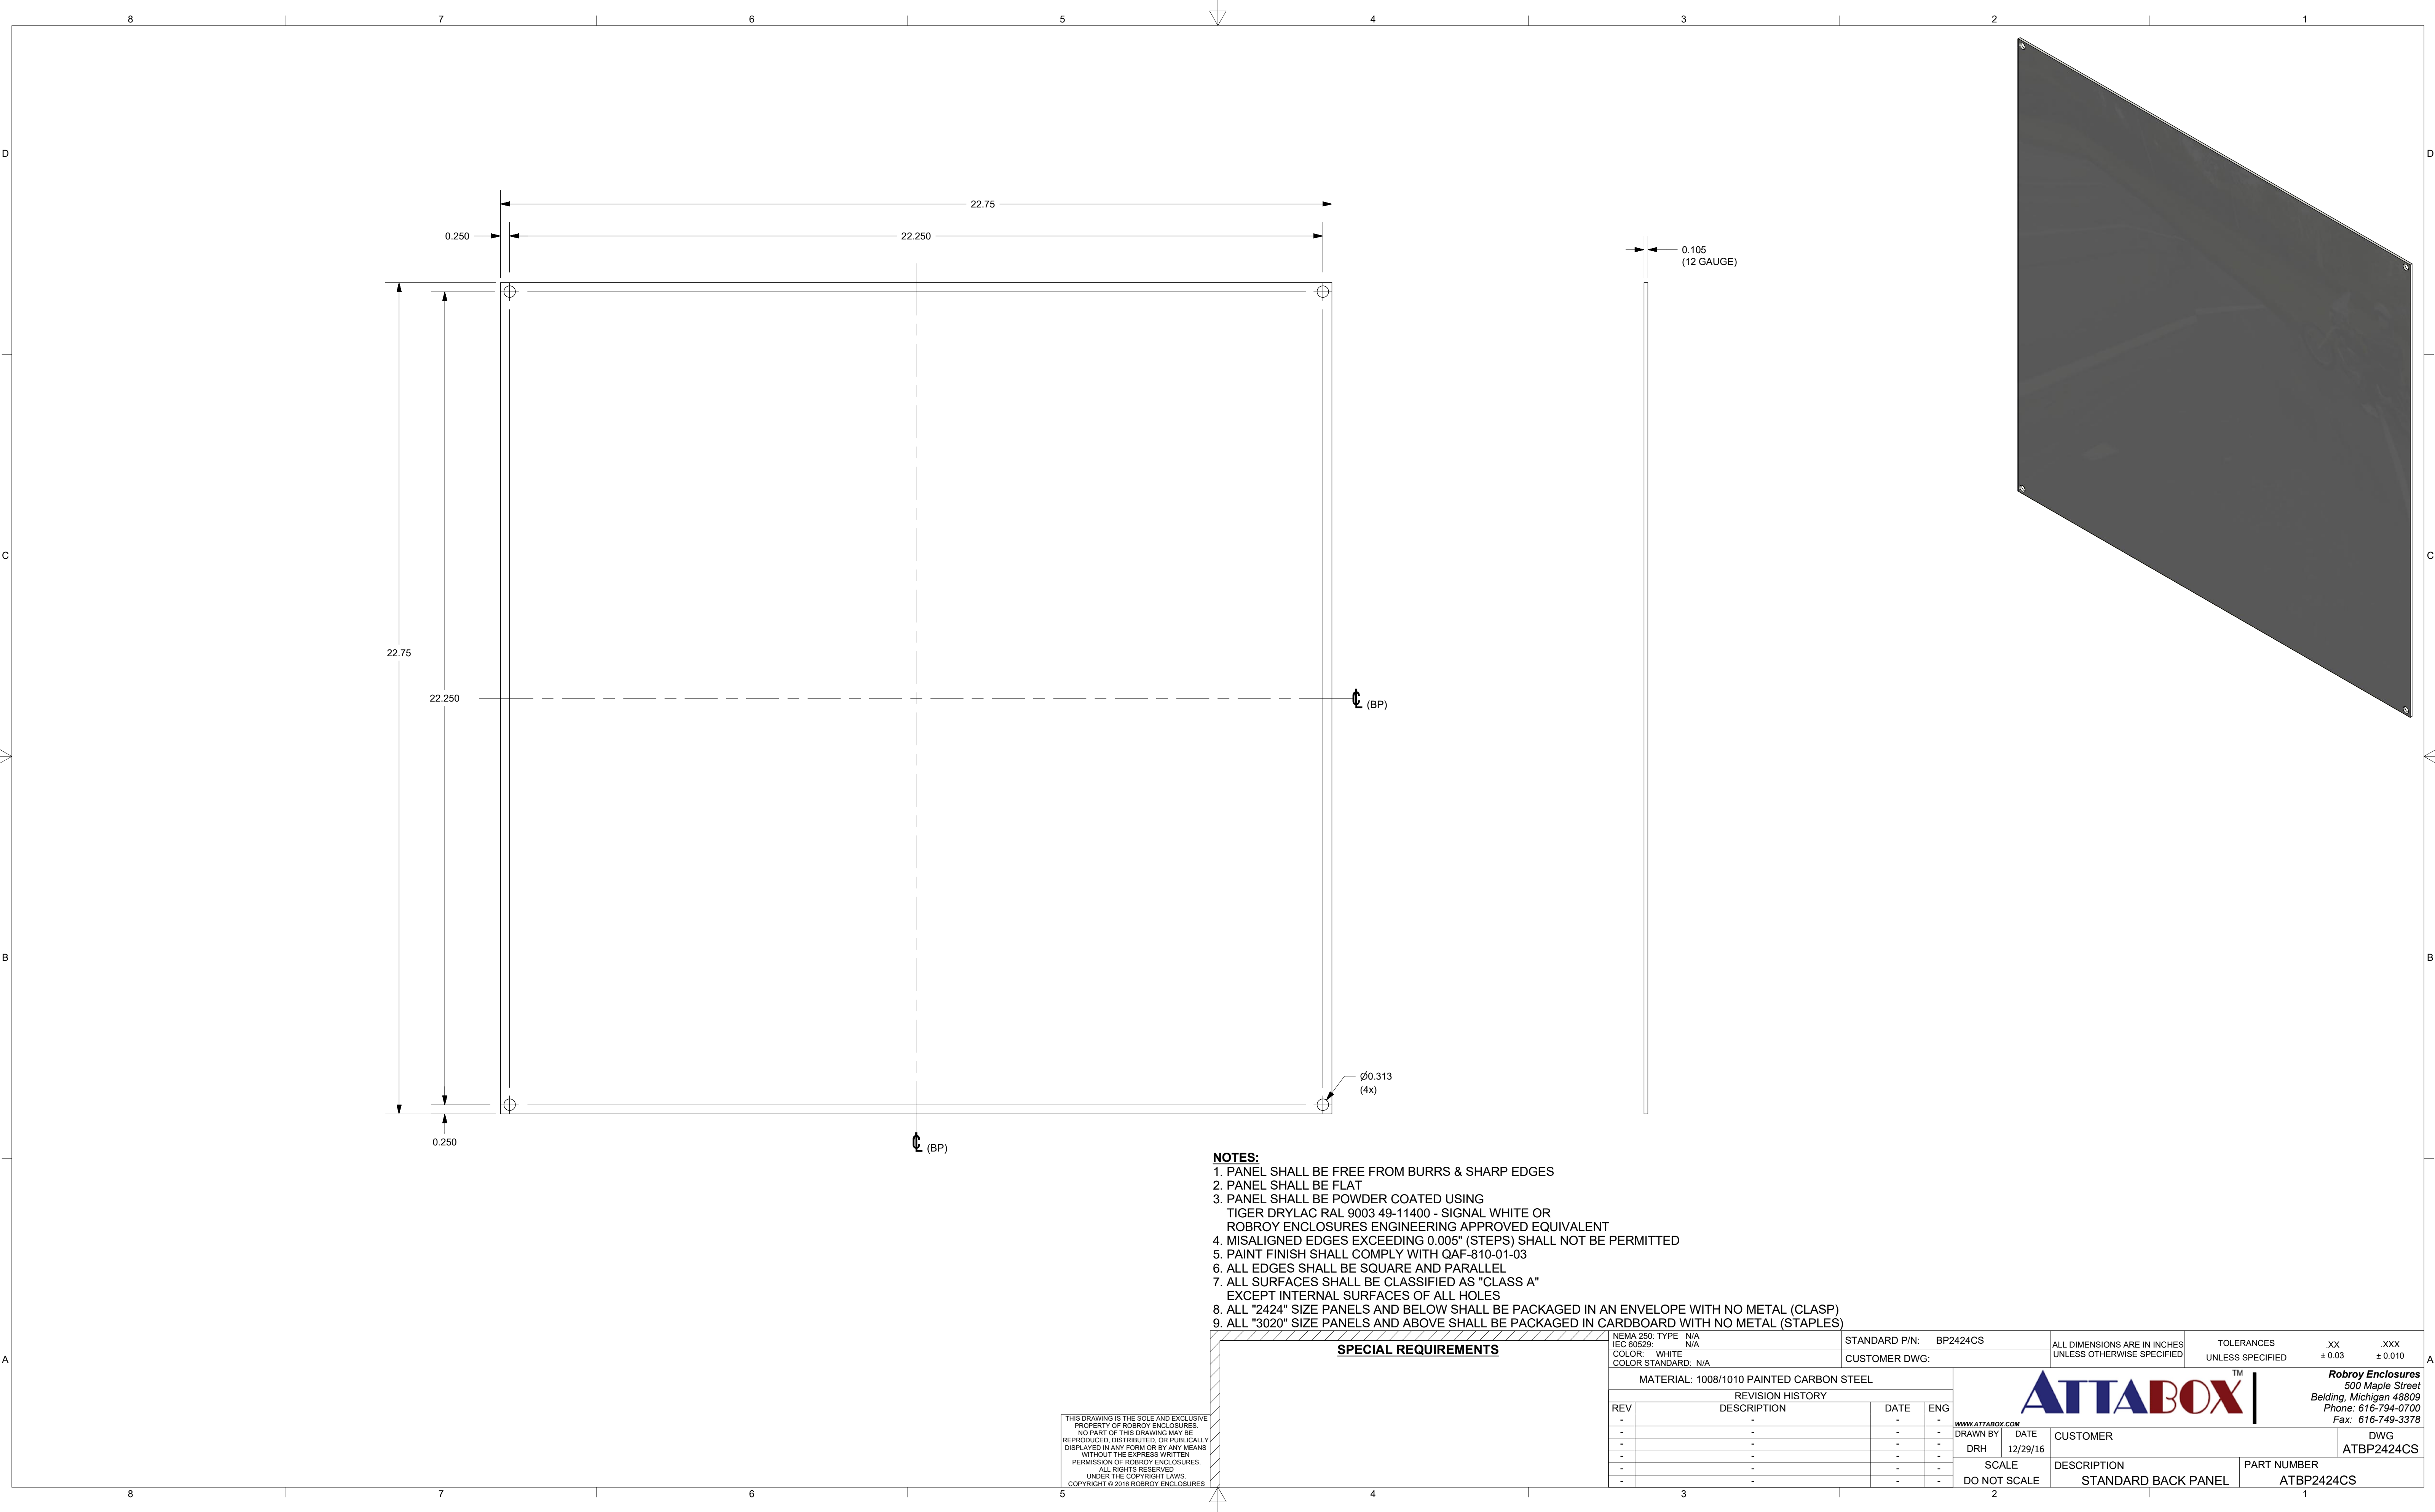 8 7 6 5 4 3 2 1
D
D
22.75
0.250
22.250
0.105
(12 GAUGE)
C
C
22.75
22.250
℄ (BP)
B
B
Ø0.313
(4x)
0.250
℄ (BP)
NOTES:
1. PANEL SHALL BE FREE FROM BURRS & SHARP EDGES
2. PANEL SHALL BE FLAT
3. PANEL SHALL BE POWDER COATED USING
TIGER DRYLAC RAL 9003 49-11400 - SIGNAL WHITE OR
ROBROY ENCLOSURES ENGINEERING APPROVED EQUIVALENT
4. MISALIGNED EDGES EXCEEDING 0.005" (STEPS) SHALL NOT BE PERMITTED
5. PAINT FINISH SHALL COMPLY WITH QAF-810-01-03
6. ALL EDGES SHALL BE SQUARE AND PARALLEL
7. ALL SURFACES SHALL BE CLASSIFIED AS "CLASS A"
EXCEPT INTERNAL SURFACES OF ALL HOLES
8. ALL "2424" SIZE PANELS AND BELOW SHALL BE PACKAGED IN AN ENVELOPE WITH NO METAL (CLASP)
9. ALL "3020" SIZE PANELS AND ABOVE SHALL BE PACKAGED IN CARDBOARD WITH NO METAL (STAPLES)
A
A
SPECIAL REQUIREMENTS
THIS DRAWING IS THE SOLE AND EXCLUSIVE
PROPERTY OF ROBROY ENCLOSURES.
NO PART OF THIS DRAWING MAY BE
REPRODUCED, DISTRIBUTED, OR PUBLICALLY
DISPLAYED IN ANY FORM OR BY ANY MEANS
WITHOUT THE EXPRESS WRITTEN
PERMISSION OF ROBROY ENCLOSURES.
ALL RIGHTS RESERVED
UNDER THE COPYRIGHT LAWS.
COPYRIGHT © 2016 ROBROY ENCLOSURES
NEMA 250: TYPE N/A
IEC 60529: N/A
COLOR: WHITE
COLOR STANDARD: N/A
STANDARD P/N: BP2424CS
CUSTOMER DWG:
ALL DIMENSIONS ARE IN INCHES
UNLESS OTHERWISE SPECIFIED
TOLERANCES .XX .XXX
UNLESS SPECIFIED ± 0.03 ± 0.010
MATERIAL: 1008/1010 PAINTED CARBON STEEL
REVISION HISTORY
REV DESCRIPTION DATE ENG
- - - -
- - - -
- - - -
- - - -
- - - -
- - - -
ATTABOX TM
WWW.ATTABOX.COM
Robroy Enclosures
500 Maple Street
Belding, Michigan 48809
Phone: 616-794-0700
Fax: 616-749-3378
DRAWN BY DATE
DRH 12/29/16
CUSTOMER
DWG
ATBP2424CS
SCALE
DO NOT SCALE
DESCRIPTION
STANDARD BACK PANEL
PART NUMBER
ATBP2424CS
8 7 6 5 4 3 2 1